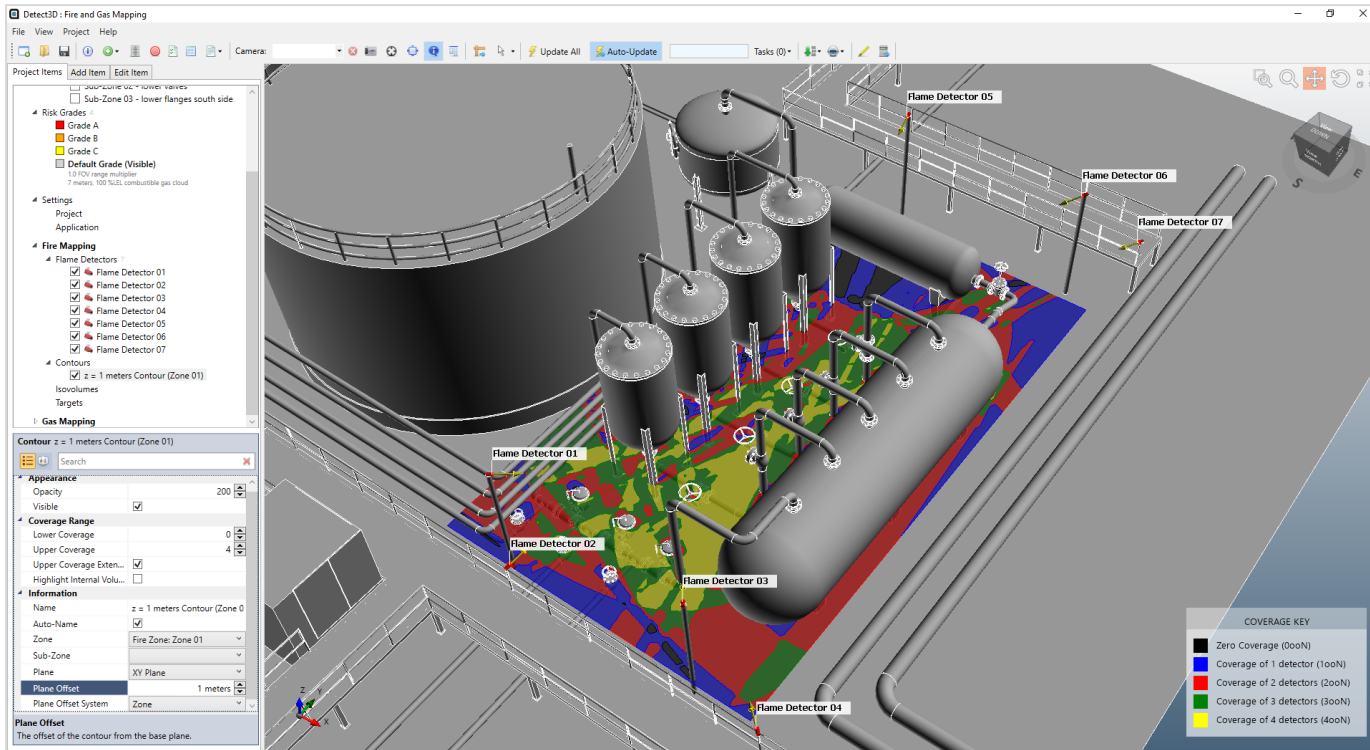 Detect3D : Fire and Gas Mapping
File View Project Help
Camera: Update All Auto-Update Tasks (0)
Project Items Add Item Edit Item
Sub-Zone 02 - lower valves
Sub-Zone 03 - lower flanges south side
Risk Grades
Grade A
Grade B
Grade C
Default Grade (Visible)
1.0 FOV range multiplier
7 meters, 100 %LEL combustible gas cloud
Settings
Project
Application
Fire Mapping
Flame Detectors
Flame Detector 01
Flame Detector 02
Flame Detector 03
Flame Detector 04
Flame Detector 05
Flame Detector 06
Flame Detector 07
Contours
z = 1 meters Contour (Zone 01)
Isovolumes
Targets
Gas Mapping
Contour z = 1 meters Contour (Zone 01)
Search
Appearance
Opacity 200
Visible
Coverage Range
Lower Coverage 0
Upper Coverage 4
Upper Coverage Exten...
Highlight Internal Volu...
Information
Name z = 1 meters Contour (Zone 0
Auto-Name
Zone Fire Zone: Zone 01
Sub-Zone
Plane XY Plane
Plane Offset 1 meters
Plane Offset System Zone
Plane Offset
The offset of the contour from the base plane.
Flame Detector 05
Flame Detector 06
Flame Detector 07
Flame Detector 01
Flame Detector 02
Flame Detector 03
Flame Detector 04
DOWN
S E
Z Y X
COVERAGE KEY
Zero Coverage (0ooN)
Coverage of 1 detector (1ooN)
Coverage of 2 detectors (2ooN)
Coverage of 3 detectors (3ooN)
Coverage of 4 detectors (4ooN)